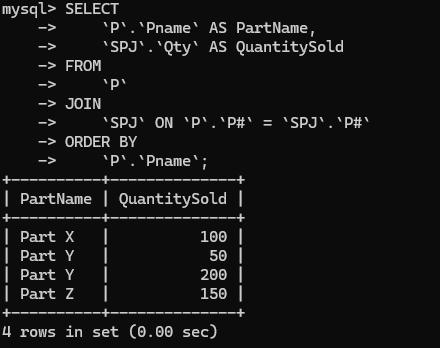 mysql> SELECT
    ->     `P`.`Pname` AS PartName,
    ->     `SPJ`.`Qty` AS QuantitySold
    -> FROM
    ->     `P`
    -> JOIN
    ->     `SPJ` ON `P`.`P#` = `SPJ`.`P#`
    -> ORDER BY
    ->     `P`.`Pname`;
+----------+--------------+
| PartName | QuantitySold |
+----------+--------------+
| Part X   |          100 |
| Part Y   |           50 |
| Part Y   |          200 |
| Part Z   |          150 |
+----------+--------------+
4 rows in set (0.00 sec)